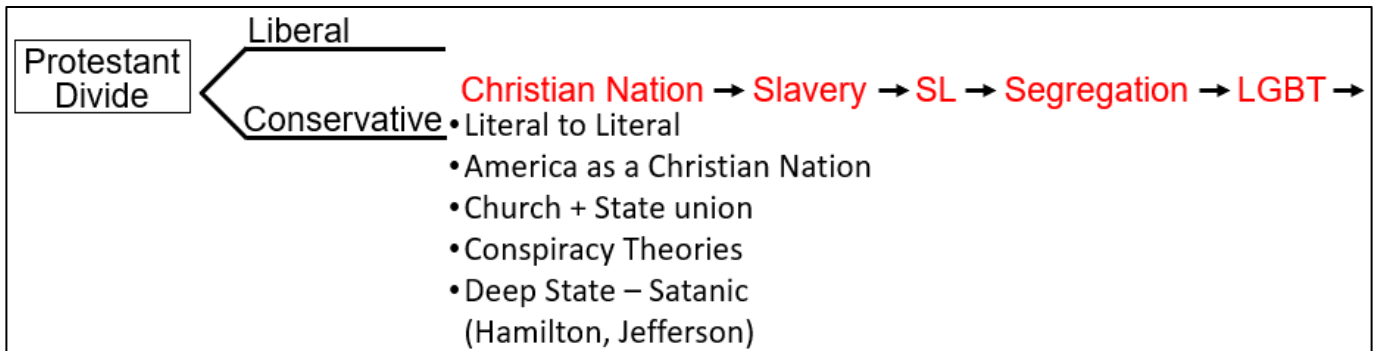 Liberal
Protestant
Divide
Christian Nation → Slavery → SL → Segregation → LGBT →
Conservative
• Literal to Literal
• America as a Christian Nation
• Church + State union
• Conspiracy Theories
• Deep State – Satanic
(Hamilton, Jefferson)